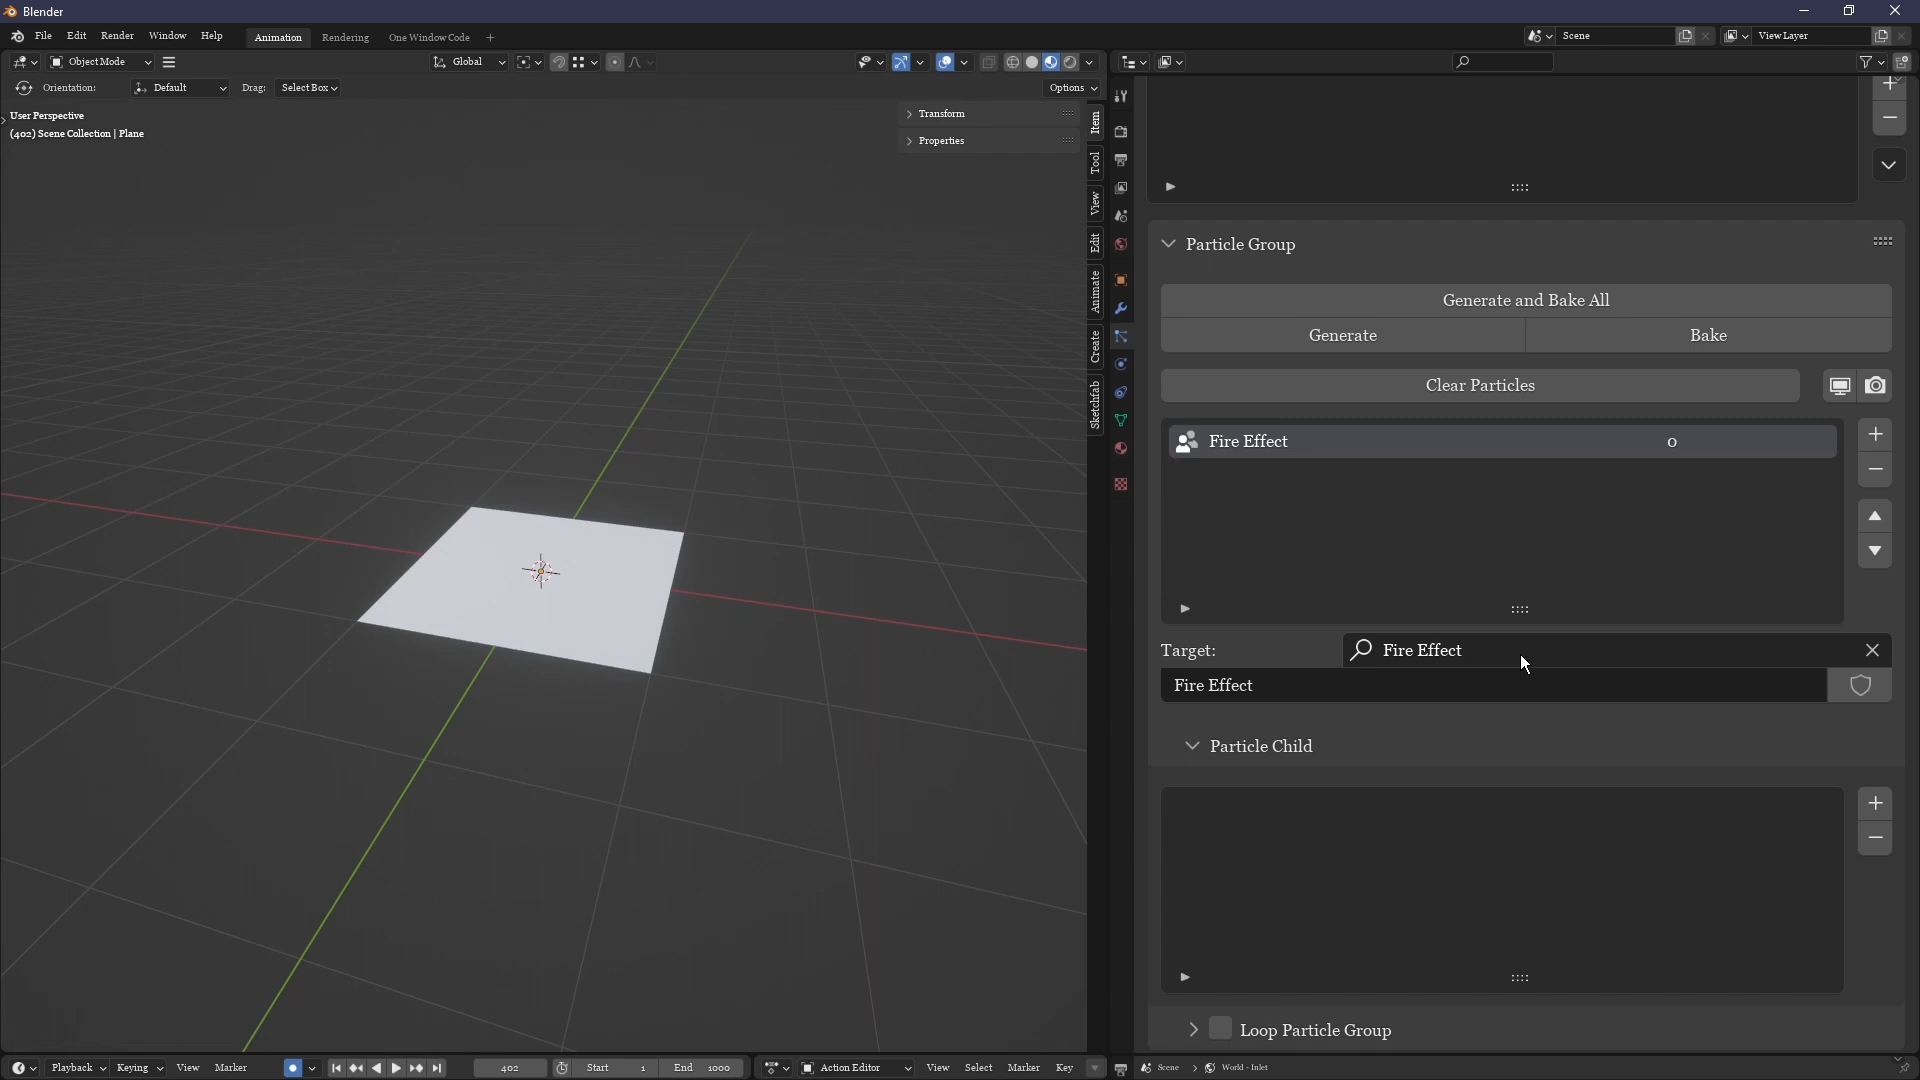 Blender
File Edit Render Window Help Animation Rendering One Window Code + Scene ViewLayer
Object Mode Global
Orientation: Default Drag: Select Box Options
User Perspective
(402) Scene Collection | Plane
Transform
Properties
Item
Tool
View
Edit
Animate
Create
Sketchfab
Particle Group
Generate and Bake All
Generate Bake
Clear Particles
Fire Effect 0
Target: Fire Effect
Fire Effect
Particle Child
Loop Particle Group
Playback Keying View Marker 402 Start 1 End 1000 Action Editor View Select Marker Key Scene World - Inlet